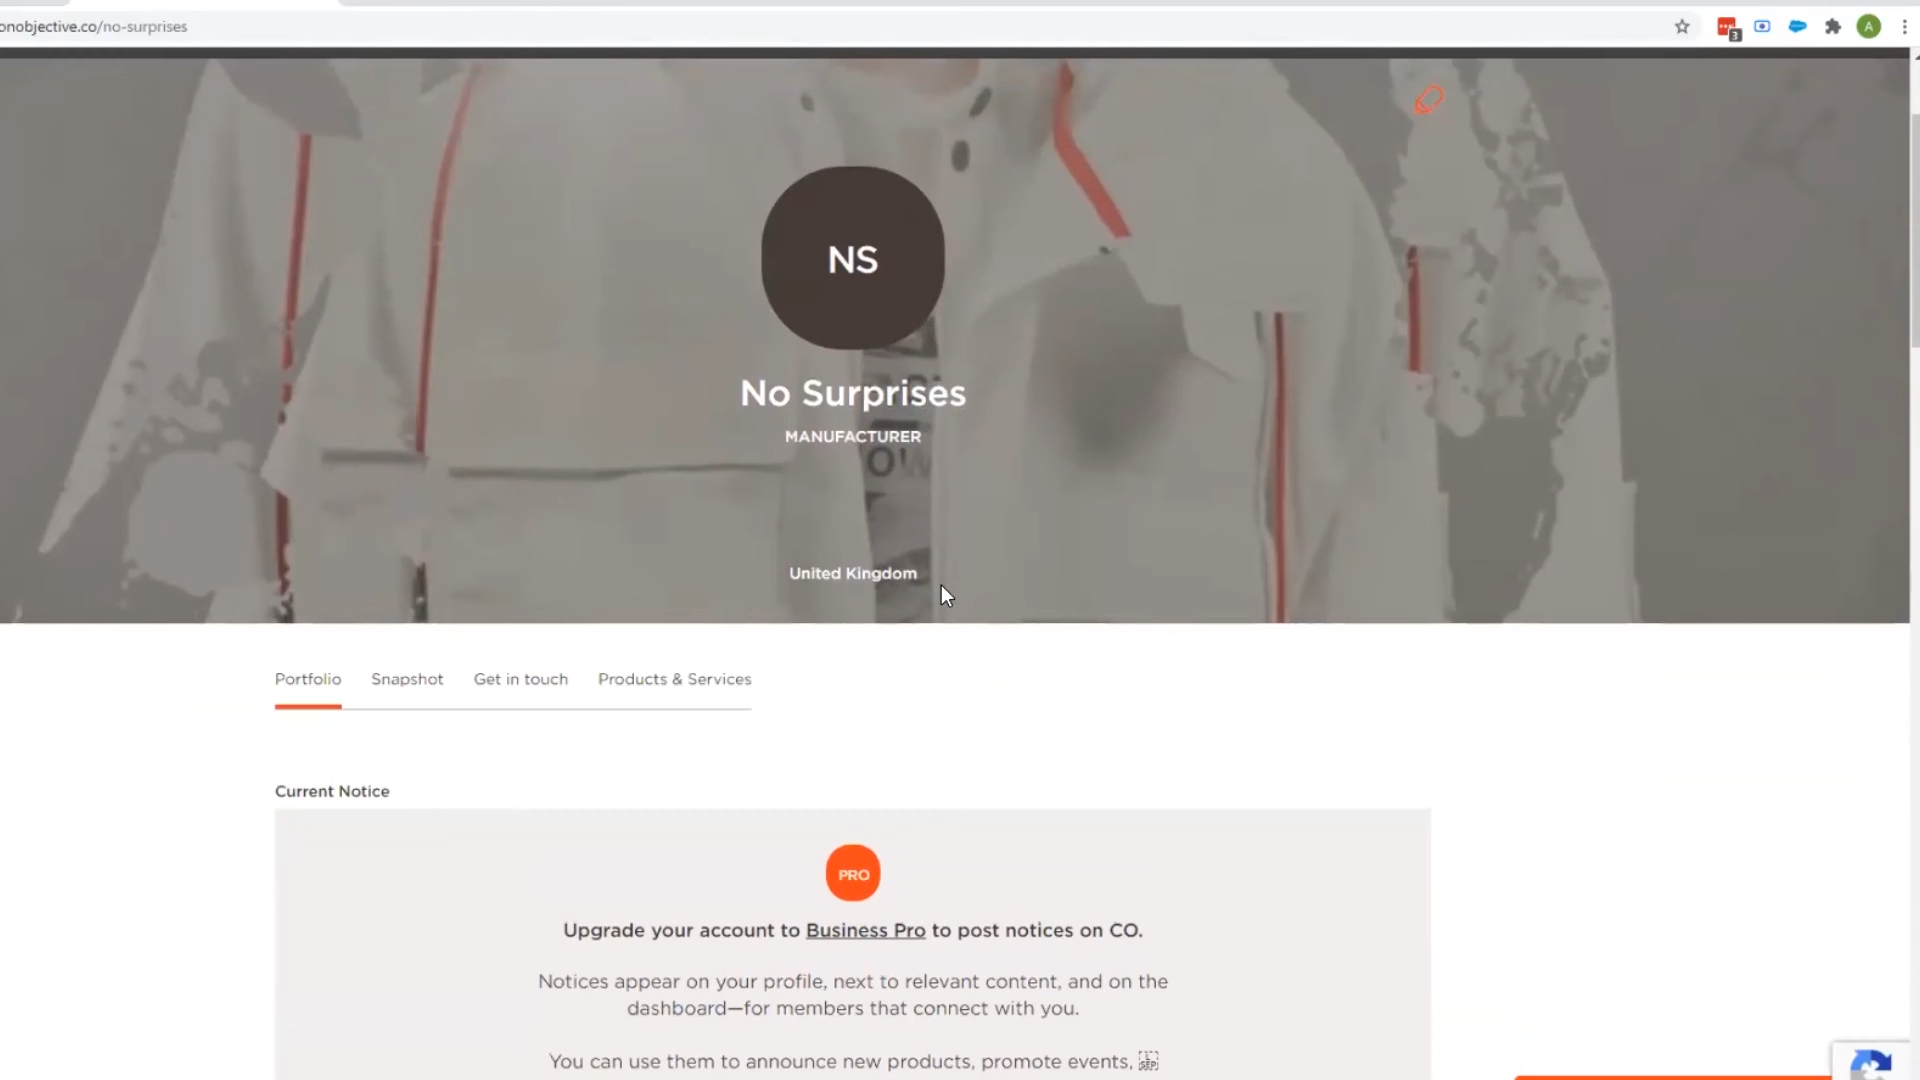 onobjective.co/no-surprises
3
A
NS
No Surprises
MANUFACTURER
United Kingdom
Portfolio Snapshot Get in touch Products & Services
Current Notice
PRO
Upgrade your account to Business Pro to post notices on CO.
Notices appear on your profile, next to relevant content, and on the
dashboard—for members that connect with you.
You can use them to announce new products, promote events,